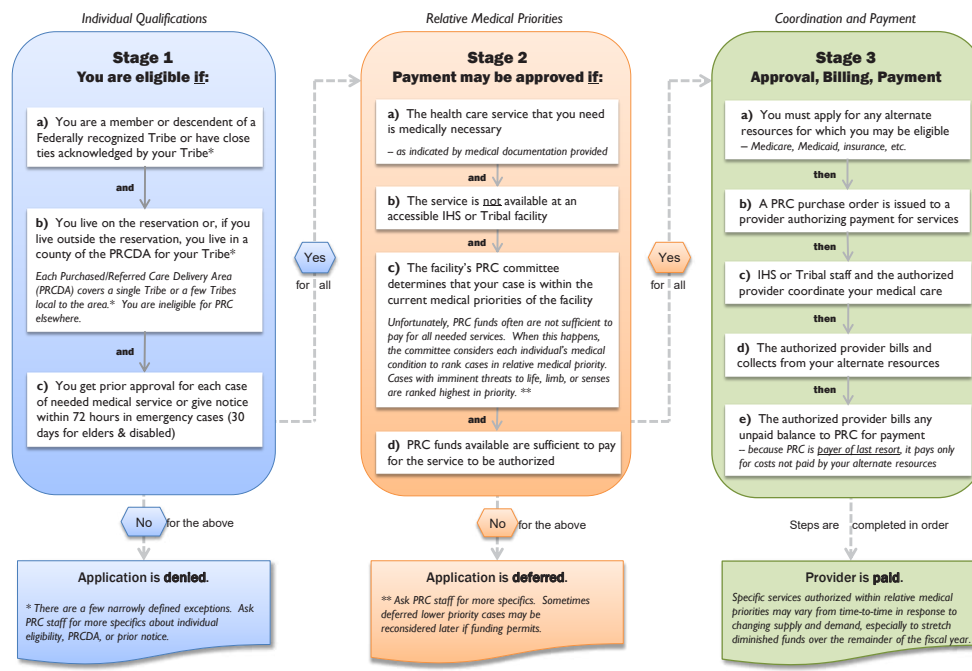 Individual Qualifications
Stage 1
You are eligible if:
a) You are a member or descendent of a
Federally recognized Tribe or have close
ties acknowledged by your Tribe*
and
b) You live on the reservation or, if you
live outside the reservation, you live in a
county of the PRCDA for your Tribe*
Each Purchased/Referred Care Delivery Area
(PRCDA) covers a single Tribe or a few Tribes
local to the area.* You are ineligible for PRC
elsewhere.
and
c) You get prior approval for each case
of needed medical service or give notice
within 72 hours in emergency cases (30
days for elders & disabled)
No for the above
Application is denied.
* There are a few narrowly defined exceptions. Ask
PRC staff for more specifics about individual
eligibility, PRCDA, or prior notice.
Yes
for all
Relative Medical Priorities
Stage 2
Payment may be approved if:
a) The health care service that you need
is medically necessary
– as indicated by medical documentation provided
and
b) The service is not available at an
accessible IHS or Tribal facility
and
c) The facility's PRC committee
determines that your case is within the
current medical priorities of the facility
Unfortunately, PRC funds often are not sufficient to
pay for all needed services. When this happens,
the committee considers each individual's medical
condition to rank cases in relative medical priority.
Cases with imminent threats to life, limb, or senses
are ranked highest in priority. **
and
d) PRC funds available are sufficient to pay
for the service to be authorized
No for the above
Application is deferred.
** Ask PRC staff for more specifics. Sometimes
deferred lower priority cases may be
reconsidered later if funding permits.
Yes
for all
Coordination and Payment
Stage 3
Approval, Billing, Payment
a) You must apply for any alternate
resources for which you may be eligible
– Medicare, Medicaid, insurance, etc.
then
b) A PRC purchase order is issued to a
provider authorizing payment for services
then
c) IHS or Tribal staff and the authorized
provider coordinate your medical care
then
d) The authorized provider bills and
collects from your alternate resources
then
e) The authorized provider bills any
unpaid balance to PRC for payment
– because PRC is payer of last resort, it pays only
for costs not paid by your alternate resources
Steps are completed in order
Provider is paid.
Specific services authorized within relative medical
priorities may vary from time-to-time in response to
changing supply and demand, especially to stretch
diminished funds over the remainder of the fiscal year.